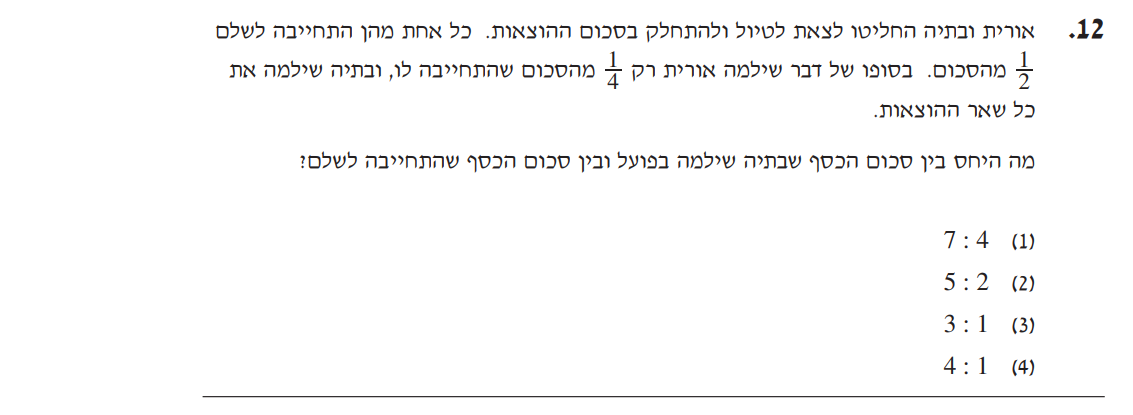 12. אורית ובתיה החליטו לצאת לטיול ולהתחלק בסכום ההוצאות. כל אחת מהן התחייבה לשלם
1/2 מהסכום. בסופו של דבר שילמה אורית רק 1/4 מהסכום שהתחייבה לו, ובתיה שילמה את
כל שאר ההוצאות.
מה היחס בין סכום הכסף שבתיה שילמה בפועל ובין סכום הכסף שהתחייבה לשלם?
(1) 7 : 4
(2) 5 : 2
(3) 3 : 1
(4) 4 : 1